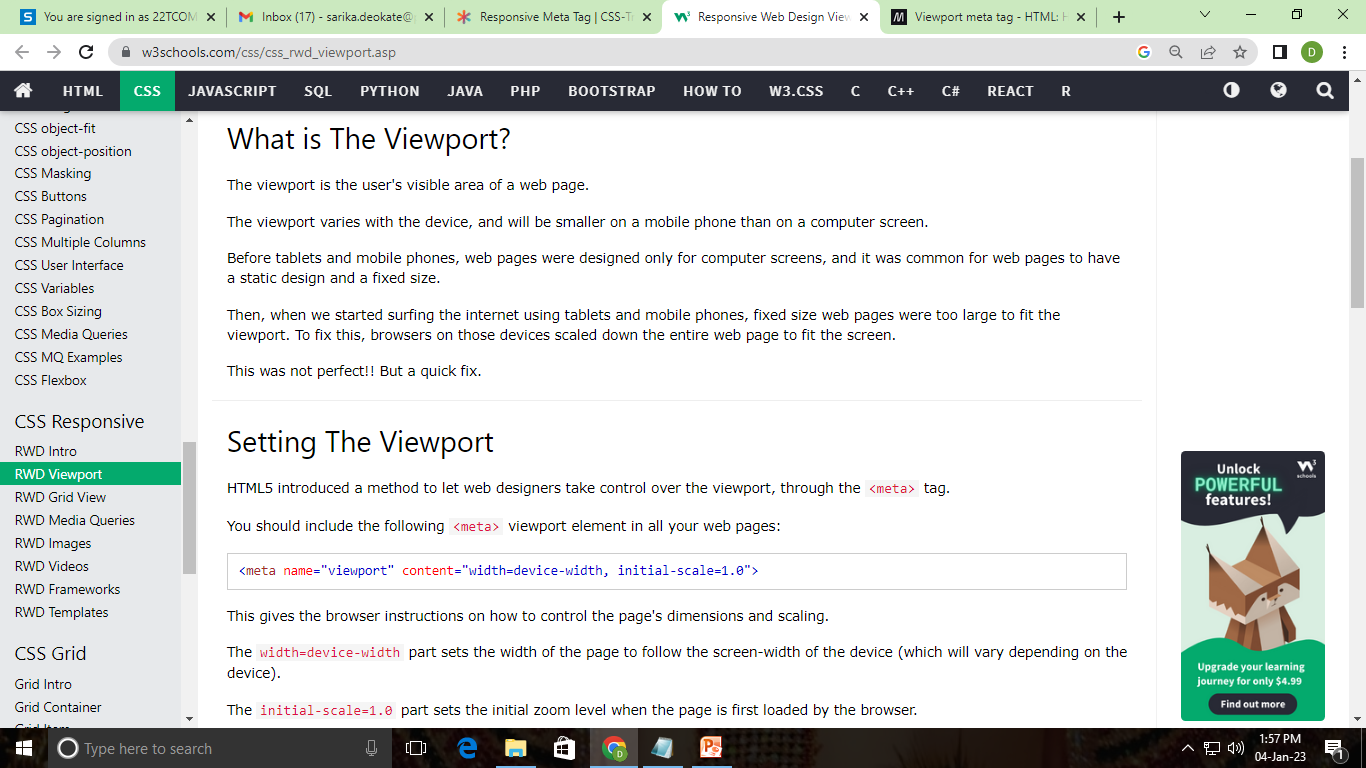 You are signed in as 22TCOM
Inbox (17) - sarika.deokate@
Responsive Meta Tag | CSS-Tr
Responsive Web Design View
Viewport meta tag - HTML: H
w3schools.com/css/css_rwd_viewport.asp
D
HTML CSS JAVASCRIPT SQL PYTHON JAVA PHP BOOTSTRAP HOW TO W3.CSS C C++ C# REACT R
CSS object-fit
CSS object-position
CSS Masking
CSS Buttons
CSS Pagination
CSS Multiple Columns
CSS User Interface
CSS Variables
CSS Box Sizing
CSS Media Queries
CSS MQ Examples
CSS Flexbox
CSS Responsive
RWD Intro
RWD Viewport
RWD Grid View
RWD Media Queries
RWD Images
RWD Videos
RWD Frameworks
RWD Templates
CSS Grid
Grid Intro
Grid Container
What is The Viewport?
The viewport is the user's visible area of a web page.
The viewport varies with the device, and will be smaller on a mobile phone than on a computer screen.
Before tablets and mobile phones, web pages were designed only for computer screens, and it was common for web pages to have
a static design and a fixed size.
Then, when we started surfing the internet using tablets and mobile phones, fixed size web pages were too large to fit the
viewport. To fix this, browsers on those devices scaled down the entire web page to fit the screen.
This was not perfect!! But a quick fix.
Setting The Viewport
HTML5 introduced a method to let web designers take control over the viewport, through the <meta> tag.
You should include the following <meta> viewport element in all your web pages:
<meta name="viewport" content="width=device-width, initial-scale=1.0">
This gives the browser instructions on how to control the page's dimensions and scaling.
The width=device-width part sets the width of the page to follow the screen-width of the device (which will vary depending on the
device).
The initial-scale=1.0 part sets the initial zoom level when the page is first loaded by the browser.
Unlock
POWERFUL
features!
W3
schools
Upgrade your learning
journey for only $4.99
Find out more
Type here to search
1:57 PM
04-Jan-23
1